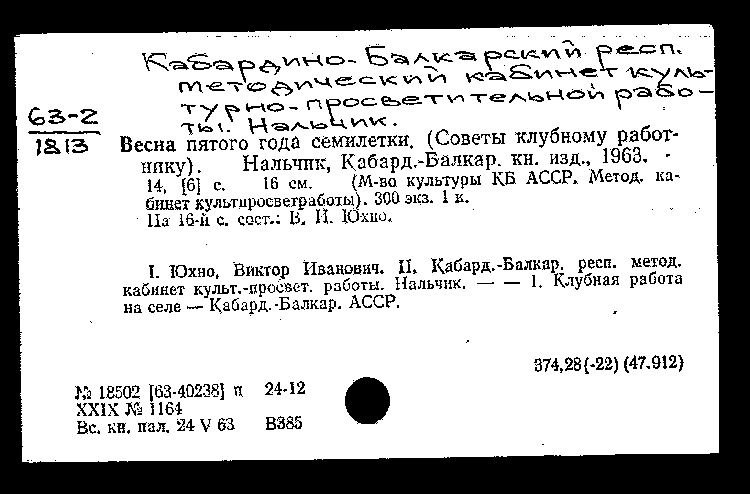 Кабардино-Балкарский респ.
методический кабинет куль-
турно-просветительной рабо-
ты. Нальчик.
63-2
1813
Весна пятого года семилетки. (Советы клубному работ-
нику). Нальчик, Кабард.-Балкар. кн. изд., 1963.
14, [6] с. 16 см. (М-во культуры КБ АССР. Метод. ка-
бинет культпросветработы). 300 экз. 1 к.
На 16-й с. сост.: В. И. Юхно.
I. Юхно, Виктор Иванович. II. Кабард.-Балкар. респ. метод.
кабинет культ.-просвет. работы. Нальчик. — — 1. Клубная работа
на селе — Кабард.-Балкар. АССР.
374,28(-22) (47.912)
№ 18502 [63-40238] п 24-12
XXIX № 1164
Вс. кн. пал. 24 V 63 В385